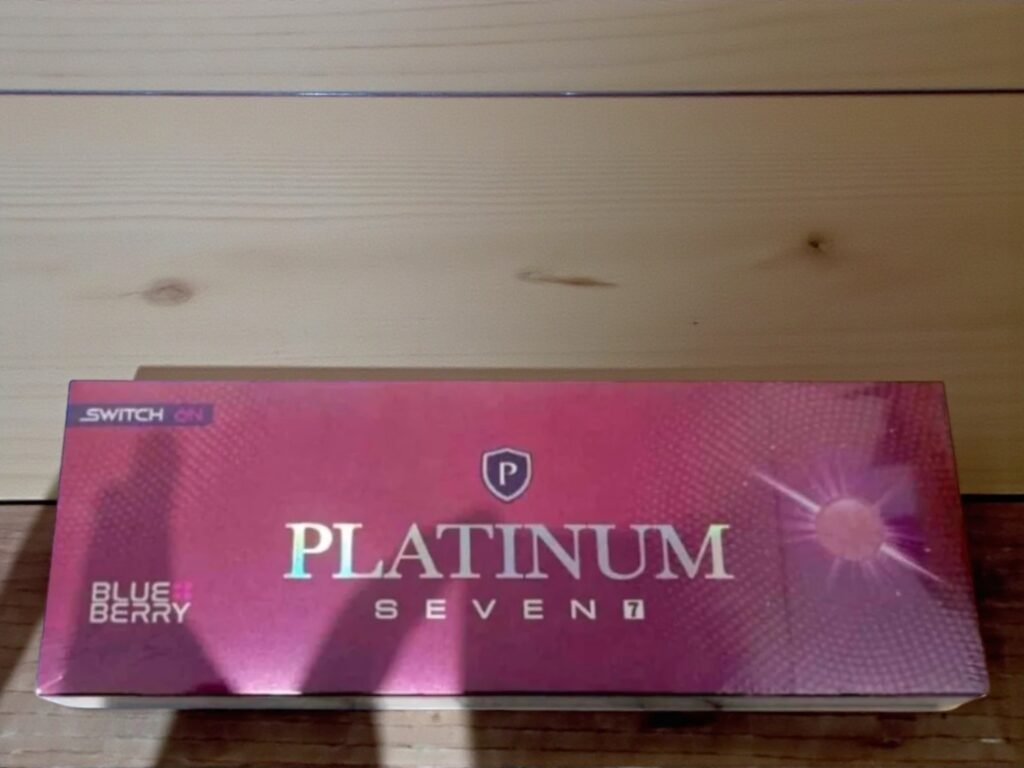 SWITCH ON
P
PLATINUM
SEVEN 7
BLUE
BERRY